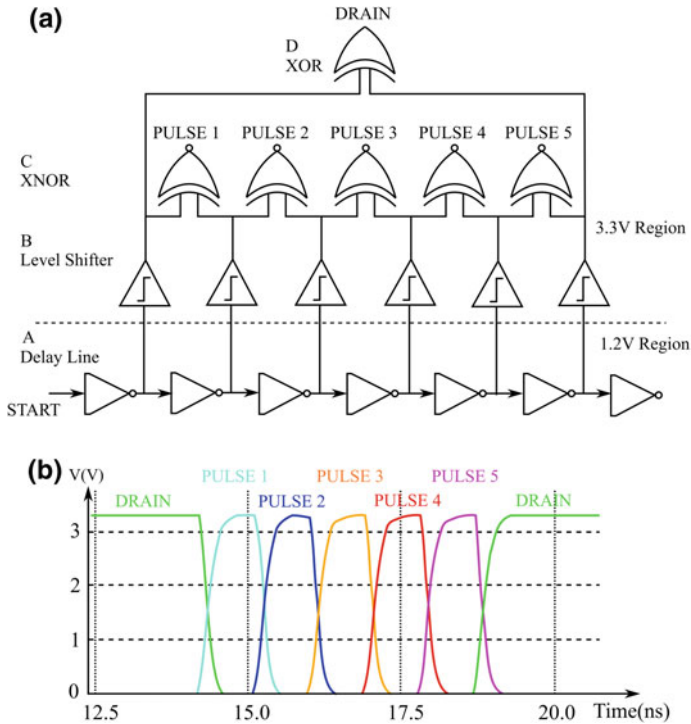 (a)
DRAIN
D
XOR
PULSE 1 PULSE 2 PULSE 3 PULSE 4 PULSE 5
C
XNOR
3.3V Region
B
Level Shifter
A
Delay Line
1.2V Region
START
(b)
V(V)
PULSE 1 PULSE 3 PULSE 5
DRAIN PULSE 2 PULSE 4 DRAIN
3
2
1
0
12.5 15.0 17.5 20.0 Time(ns)